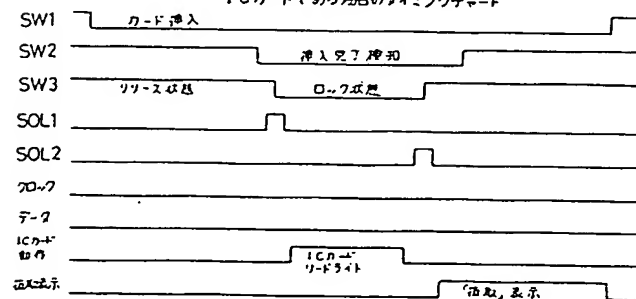 ICカードである場合のタイミングチャート
SW1 カード挿入
SW2 挿入完了検知
SW3 リリース状態 ロック状態
SOL1
SOL2
クロック
データ
ICカード
動作
ICカード
リードライト
表示 「 」表示